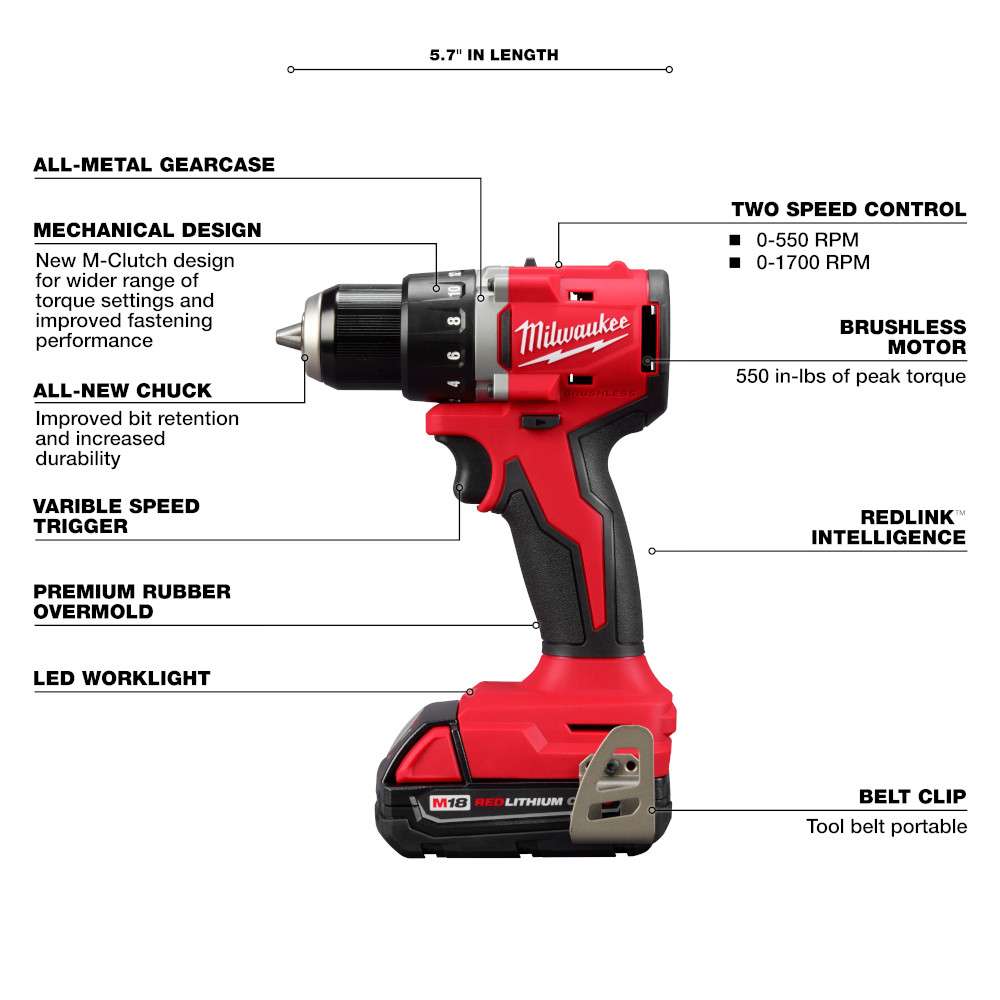 5.7" IN LENGTH
ALL-METAL GEARCASE
MECHANICAL DESIGN
New M-Clutch design
for wider range of
torque settings and
improved fastening
performance
ALL-NEW CHUCK
Improved bit retention
and increased
durability
VARIBLE SPEED
TRIGGER
PREMIUM RUBBER
OVERMOLD
LED WORKLIGHT
TWO SPEED CONTROL
■ 0-550 RPM
■ 0-1700 RPM
BRUSHLESS
MOTOR
550 in-lbs of peak torque
REDLINK™
INTELLIGENCE
BELT CLIP
Tool belt portable
10
8
6
4
Milwaukee
BRUSHLESS
M18 REDLITHIUM